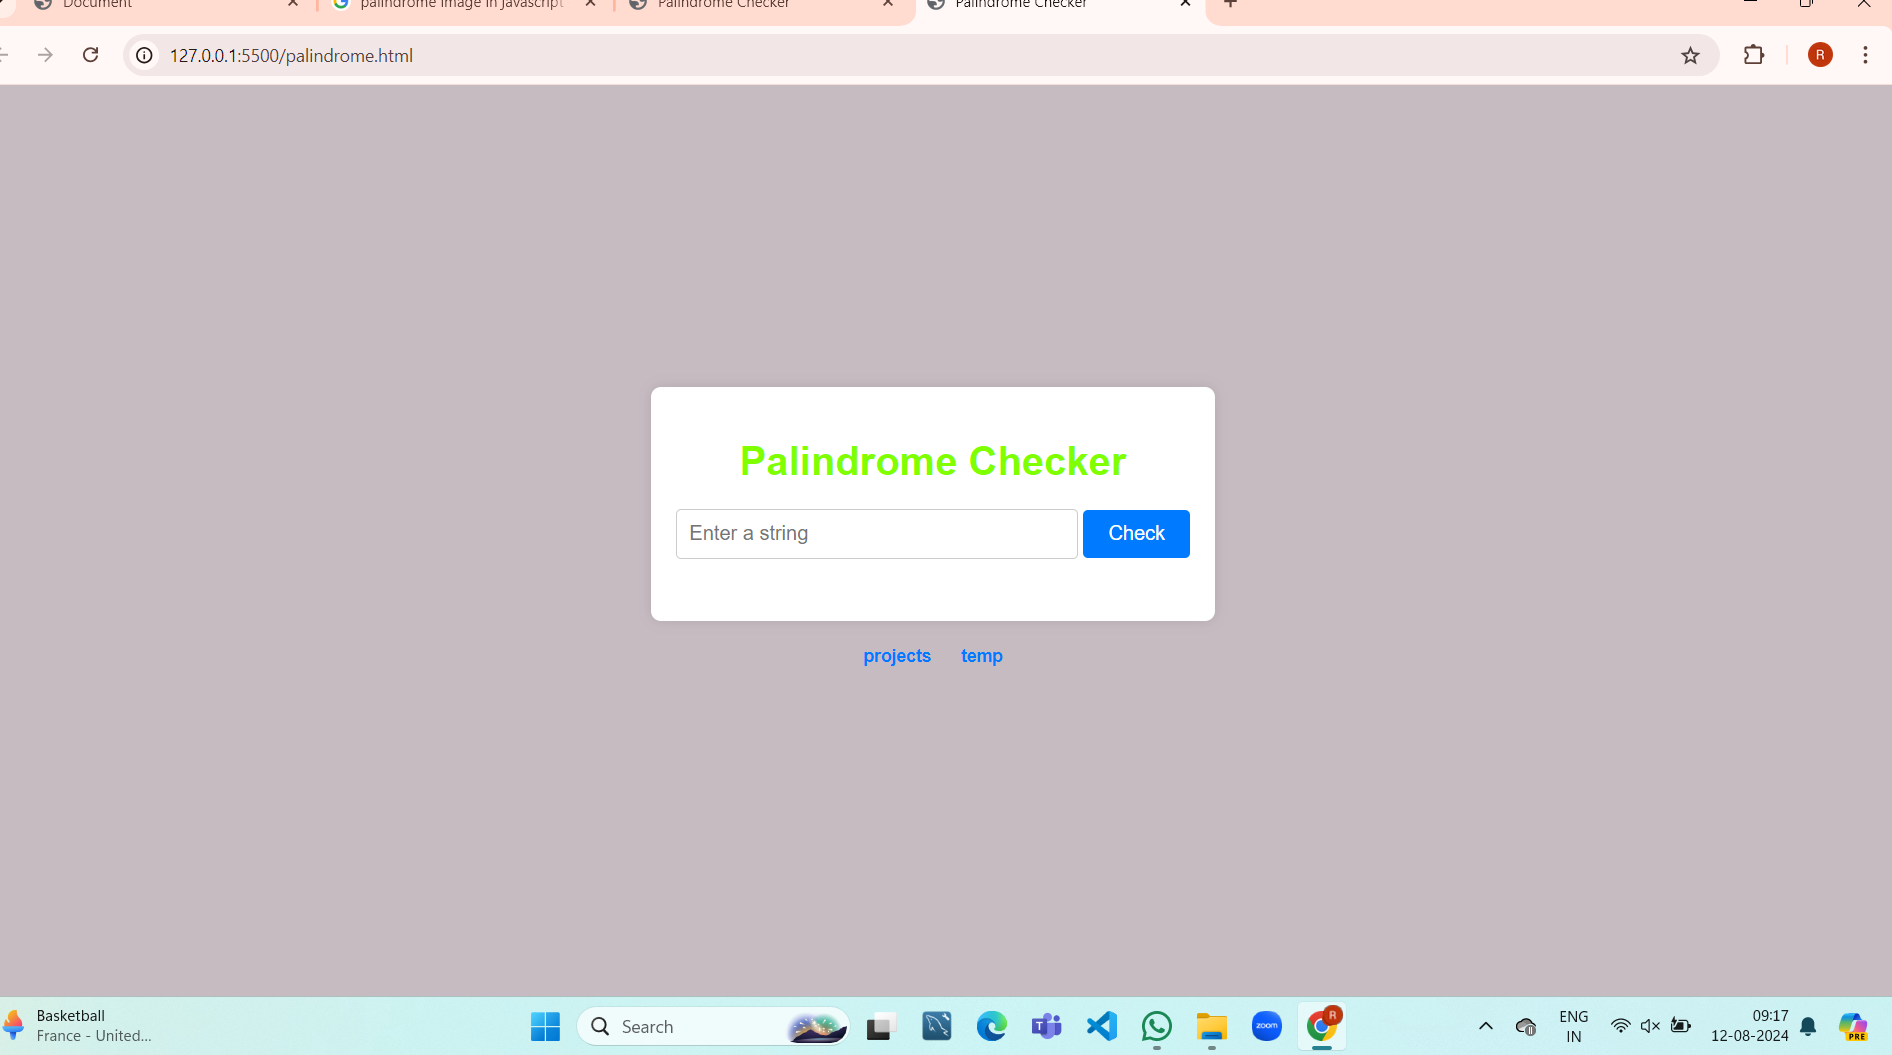 Document
palindrome image in javascript
Palindrome Checker
Palindrome Checker
127.0.0.1:5500/palindrome.html
R
Palindrome Checker
Enter a string
Check
projects
temp
Basketball
France - United...
Search
zoom
R
ENG
IN
09:17
12-08-2024
PRE